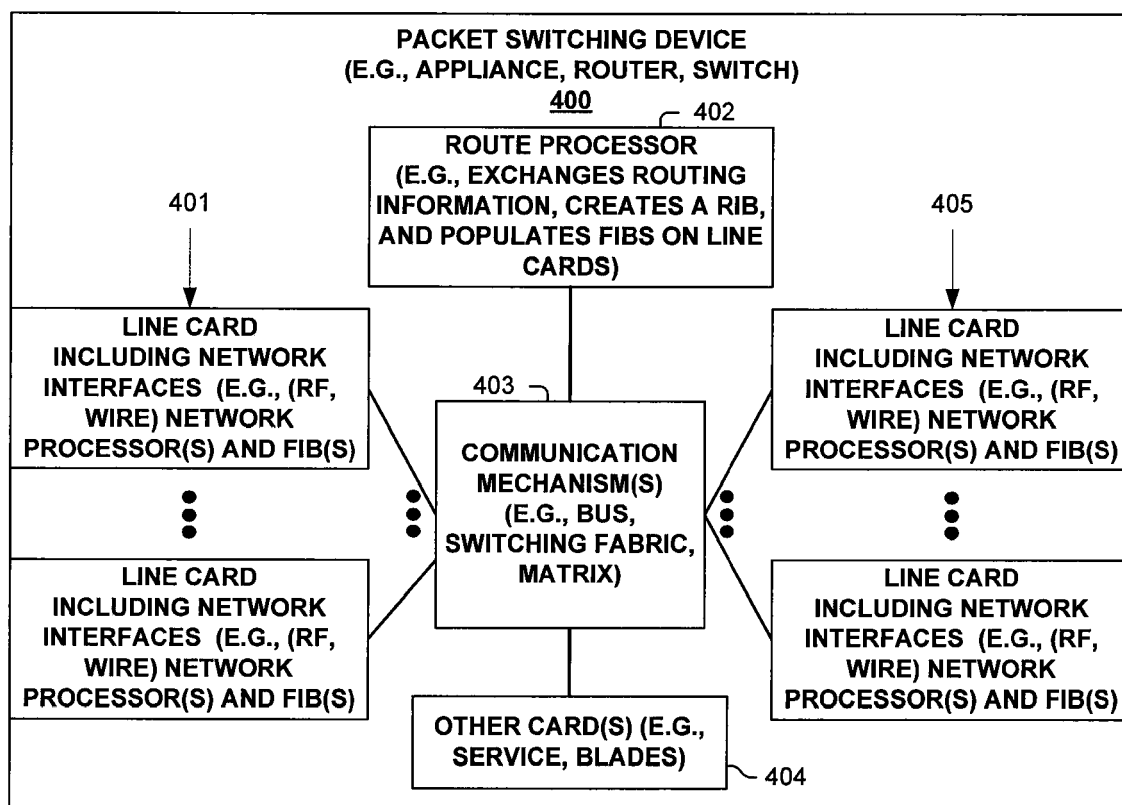 PACKET SWITCHING DEVICE
(E.G., APPLIANCE, ROUTER, SWITCH)
400
402
ROUTE PROCESSOR
(E.G., EXCHANGES ROUTING
INFORMATION, CREATES A RIB,
AND POPULATES FIBS ON LINE
CARDS)
401
405
LINE CARD
INCLUDING NETWORK
INTERFACES (E.G., (RF,
WIRE) NETWORK
PROCESSOR(S) AND FIB(S)
403
COMMUNICATION
MECHANISM(S)
(E.G., BUS,
SWITCHING FABRIC,
MATRIX)
LINE CARD
INCLUDING NETWORK
INTERFACES (E.G., (RF,
WIRE) NETWORK
PROCESSOR(S) AND FIB(S)
LINE CARD
INCLUDING NETWORK
INTERFACES (E.G., (RF,
WIRE) NETWORK
PROCESSOR(S) AND FIB(S)
LINE CARD
INCLUDING NETWORK
INTERFACES (E.G., (RF,
WIRE) NETWORK
PROCESSOR(S) AND FIB(S)
OTHER CARD(S) (E.G.,
SERVICE, BLADES)
404